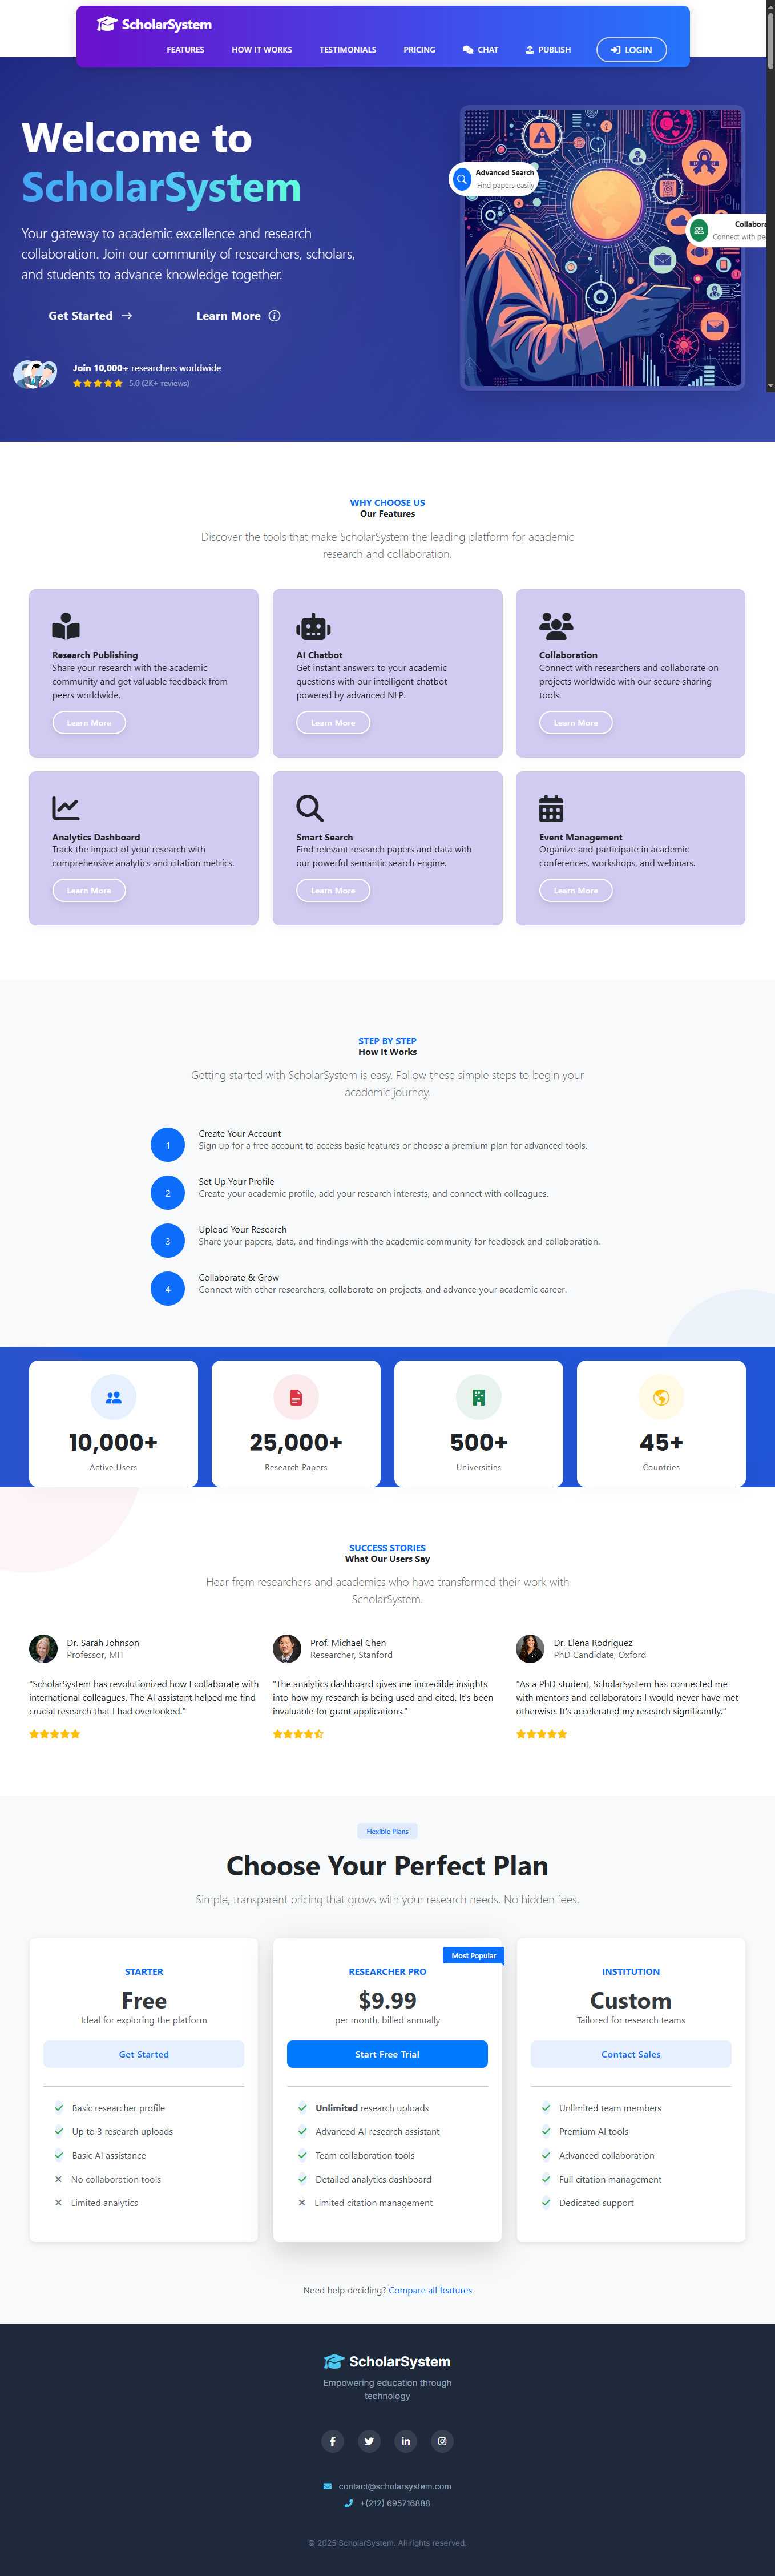 ScholarSystem
FEATURES HOW IT WORKS TESTIMONIALS PRICING CHAT PUBLISH LOGIN
Welcome to
ScholarSystem
Your gateway to academic excellence and research
collaboration. Join our community of researchers, scholars,
and students to advance knowledge together.
Get Started
Learn More
Join 10,000+ researchers worldwide
5.0 (2K+ reviews)
Advanced Search
Find papers easily
Collabora
Connect with pe
WHY CHOOSE US
Our Features
Discover the tools that make ScholarSystem the leading platform for academic
research and collaboration.
Research Publishing
Share your research with the academic
community and get valuable feedback from
peers worldwide.
Learn More
AI Chatbot
Get instant answers to your academic
questions with our intelligent chatbot
powered by advanced NLP.
Learn More
Collaboration
Connect with researchers and collaborate on
projects worldwide with our secure sharing
tools.
Learn More
Analytics Dashboard
Track the impact of your research with
comprehensive analytics and citation metrics.
Learn More
Smart Search
Find relevant research papers and data with
our powerful semantic search engine.
Learn More
Event Management
Organize and participate in academic
conferences, workshops, and webinars.
Learn More
STEP BY STEP
How It Works
Getting started with ScholarSystem is easy. Follow these simple steps to begin your
academic journey.
1
Create Your Account
Sign up for a free account to access basic features or choose a premium plan for advanced tools.
2
Set Up Your Profile
Create your academic profile, add your research interests, and connect with colleagues.
3
Upload Your Research
Share your papers, data, and findings with the academic community for feedback and collaboration.
4
Collaborate & Grow
Connect with other researchers, collaborate on projects, and advance your academic career.
10,000+
Active Users
25,000+
Research Papers
500+
Universities
45+
Countries
SUCCESS STORIES
What Our Users Say
Hear from researchers and academics who have transformed their work with
ScholarSystem.
Dr. Sarah Johnson
Professor, MIT
"ScholarSystem has revolutionized how I collaborate with
international colleagues. The AI assistant helped me find
crucial research that I had overlooked."
Prof. Michael Chen
Researcher, Stanford
"The analytics dashboard gives me incredible insights
into how my research is being used and cited. It's been
invaluable for grant applications."
Dr. Elena Rodriguez
PhD Candidate, Oxford
"As a PhD student, ScholarSystem has connected me
with mentors and collaborators I would never have met
otherwise. It's accelerated my research significantly."
Flexible Plans
Choose Your Perfect Plan
Simple, transparent pricing that grows with your research needs. No hidden fees.
STARTER
Free
Ideal for exploring the platform
Get Started
Basic researcher profile
Up to 3 research uploads
Basic AI assistance
No collaboration tools
Limited analytics
Most Popular
RESEARCHER PRO
$9.99
per month, billed annually
Start Free Trial
Unlimited research uploads
Advanced AI research assistant
Team collaboration tools
Detailed analytics dashboard
Limited citation management
INSTITUTION
Custom
Tailored for research teams
Contact Sales
Unlimited team members
Premium AI tools
Advanced collaboration
Full citation management
Dedicated support
Need help deciding? Compare all features
ScholarSystem
Empowering education through
technology
contact@scholarsystem.com
+(212) 695716888
© 2025 ScholarSystem. All rights reserved.